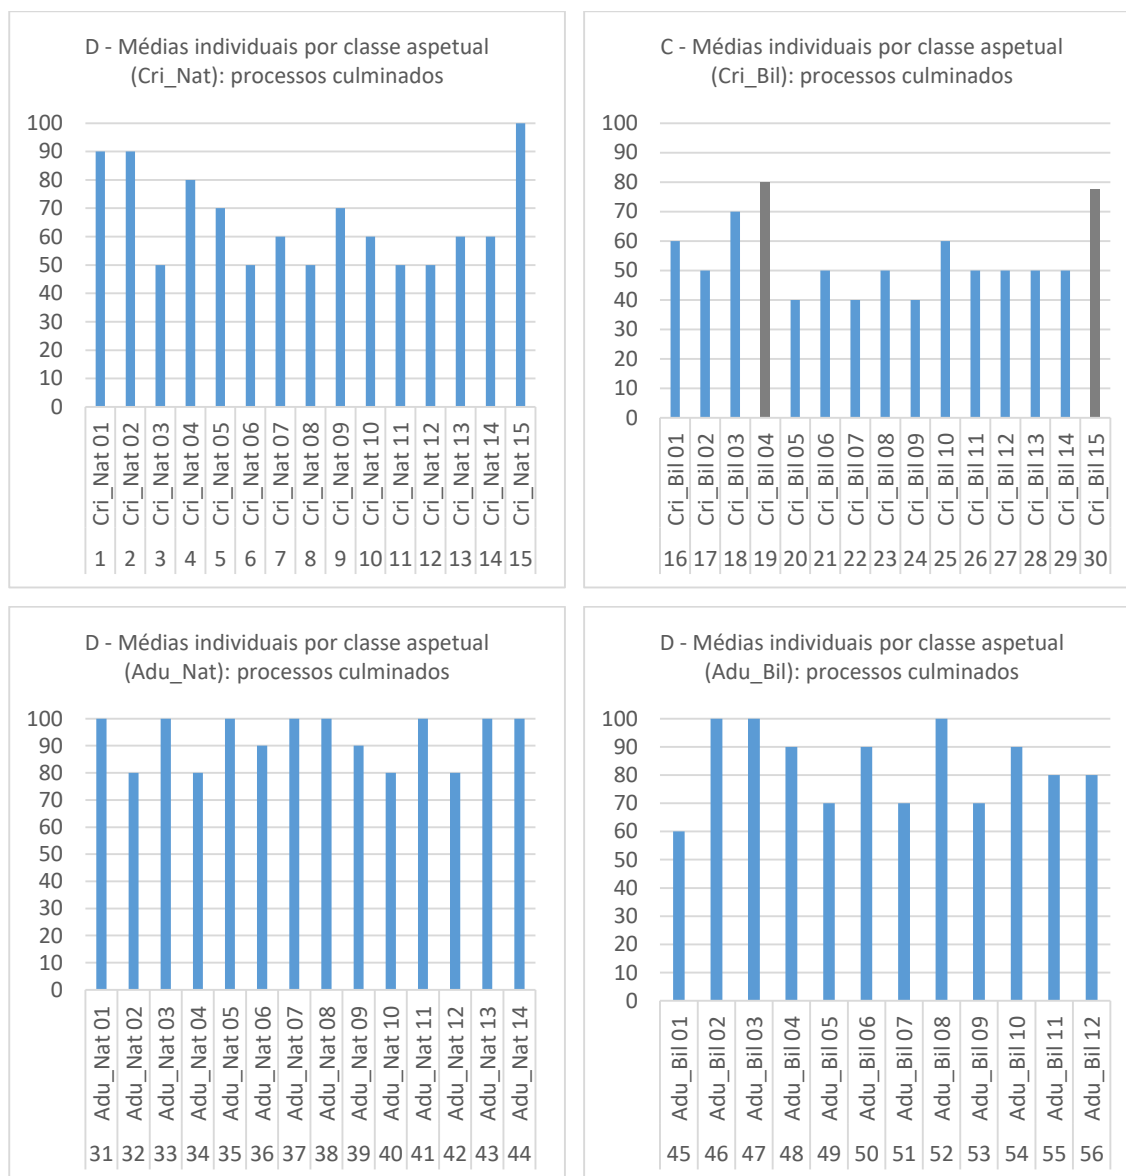 D - Médias individuais por classe aspetual
(Cri_Nat): processos culminados
100
90
80
70
60
50
40
30
20
10
0
Cri_Nat 01
Cri_Nat 02
Cri_Nat 03
Cri_Nat 04
Cri_Nat 05
Cri_Nat 06
Cri_Nat 07
Cri_Nat 08
Cri_Nat 09
Cri_Nat 10
Cri_Nat 11
Cri_Nat 12
Cri_Nat 13
Cri_Nat 14
Cri_Nat 15
1 2 3 4 5 6 7 8 9 10 11 12 13 14 15
C - Médias individuais por classe aspetual
(Cri_Bil): processos culminados
100
90
80
70
60
50
40
30
20
10
0
Cri_Bil 01
Cri_Bil 02
Cri_Bil 03
Cri_Bil 04
Cri_Bil 05
Cri_Bil 06
Cri_Bil 07
Cri_Bil 08
Cri_Bil 09
Cri_Bil 10
Cri_Bil 11
Cri_Bil 12
Cri_Bil 13
Cri_Bil 14
Cri_Bil 15
16 17 18 19 20 21 22 23 24 25 26 27 28 29 30
D - Médias individuais por classe aspetual
(Adu_Nat): processos culminados
100
90
80
70
60
50
40
30
20
10
0
Adu_Nat 01
Adu_Nat 02
Adu_Nat 03
Adu_Nat 04
Adu_Nat 05
Adu_Nat 06
Adu_Nat 07
Adu_Nat 08
Adu_Nat 09
Adu_Nat 10
Adu_Nat 11
Adu_Nat 12
Adu_Nat 13
Adu_Nat 14
31 32 33 34 35 36 37 38 39 40 41 42 43 44
D - Médias individuais por classe aspetual
(Adu_Bil): processos culminados
100
90
80
70
60
50
40
30
20
10
0
Adu_Bil 01
Adu_Bil 02
Adu_Bil 03
Adu_Bil 04
Adu_Bil 05
Adu_Bil 06
Adu_Bil 07
Adu_Bil 08
Adu_Bil 09
Adu_Bil 10
Adu_Bil 11
Adu_Bil 12
45 46 47 48 49 50 51 52 53 54 55 56